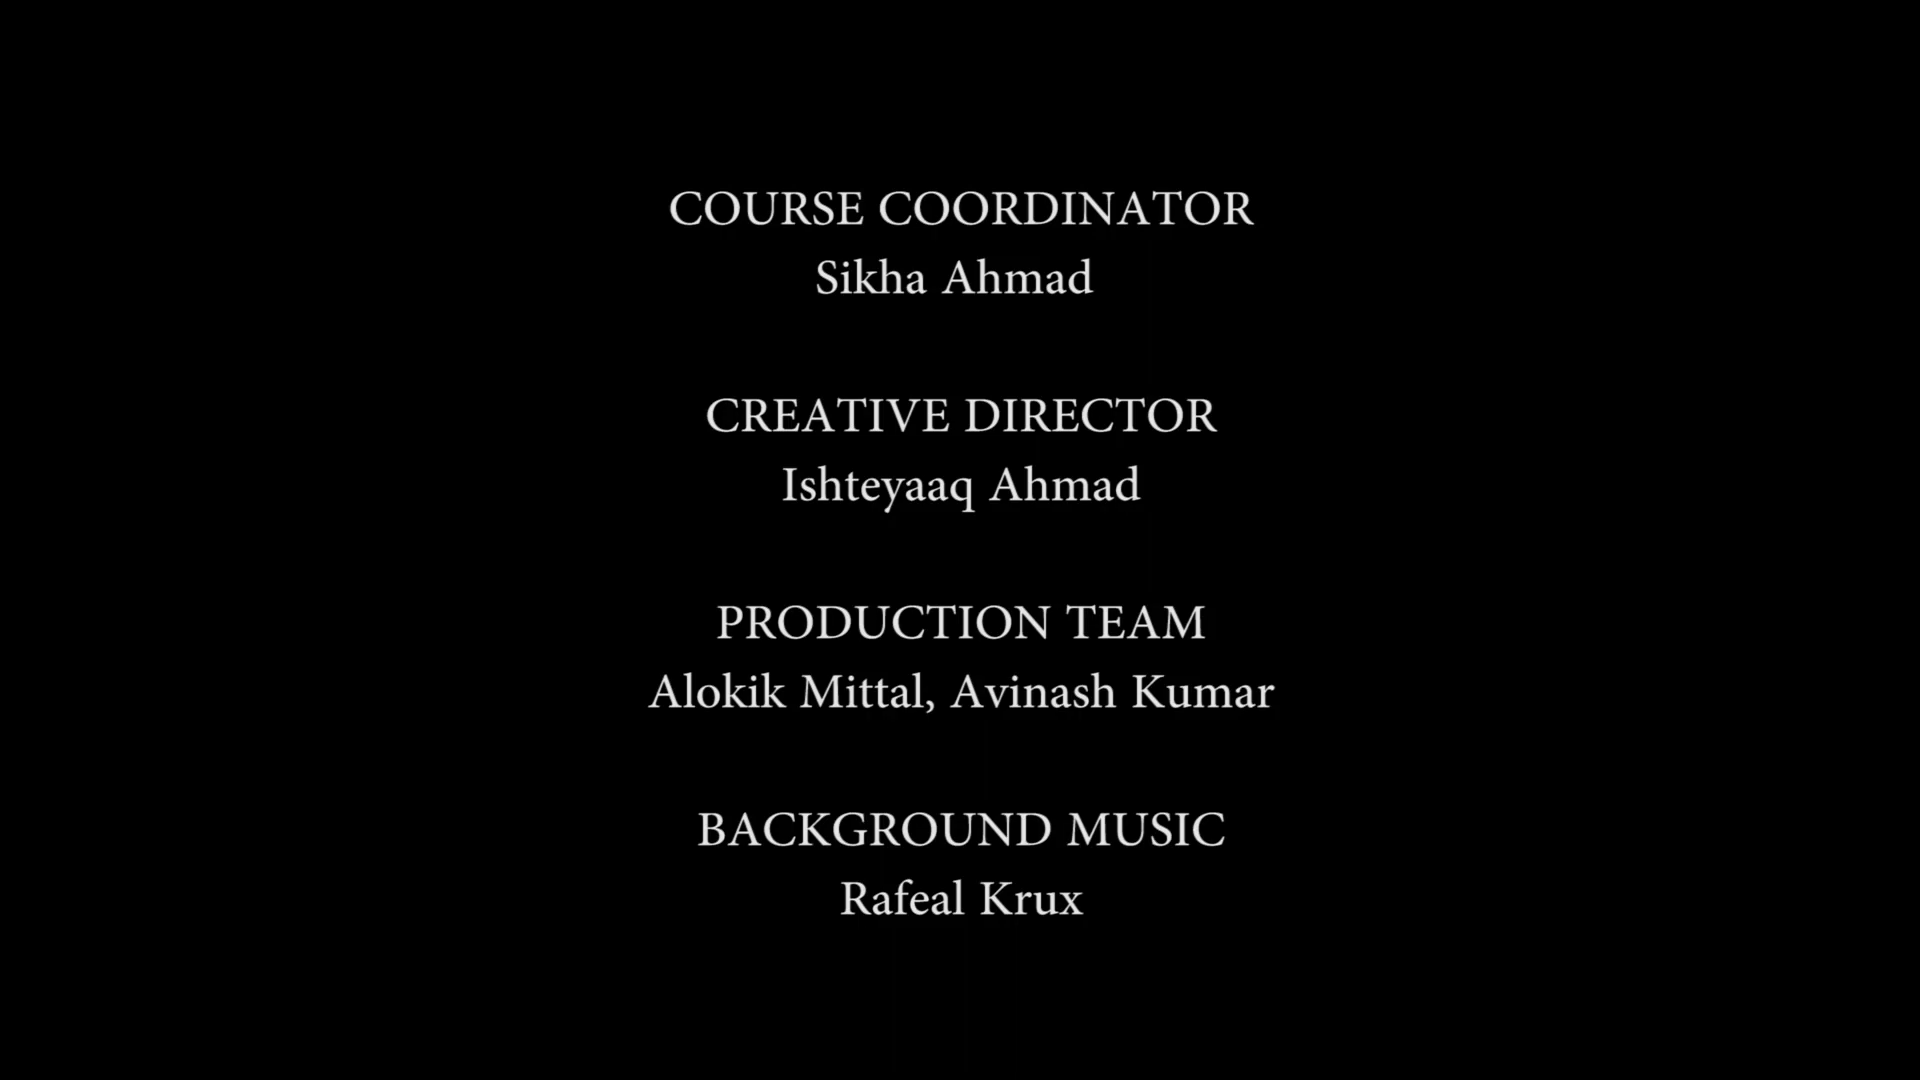 COURSE COORDINATOR
Sikha Ahmad
CREATIVE DIRECTOR
Ishteyaaq Ahmad
PRODUCTION TEAM
Alokik Mittal, Avinash Kumar
BACKGROUND MUSIC
Rafeal Krux